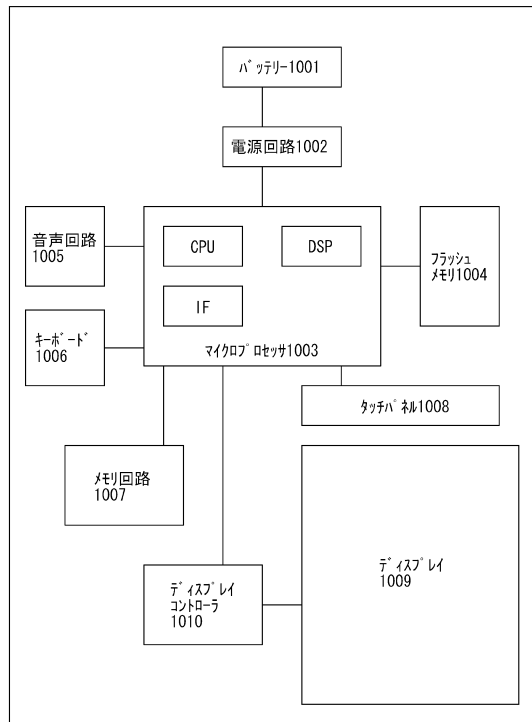 ﾊﾞｯﾃﾘｰ1001
電源回路1002
音声回路
1005
CPU
DSP
ﾌﾗｯｼｭ
ﾒﾓﾘ1004
IF
ｷｰﾎﾞｰﾄﾞ
1006
ﾏｲｸﾛﾌﾟﾛｾｯｻ1003
ﾀｯﾁﾊﾟﾈﾙ1008
ﾒﾓﾘ回路
1007
ﾃﾞｨｽﾌﾟﾚｲ
1009
ﾃﾞｨｽﾌﾟﾚｲ
ｺﾝﾄﾛｰﾗ
1010